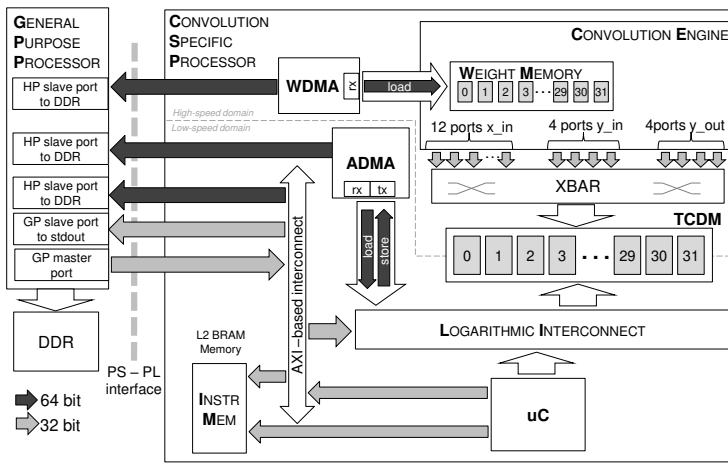 GENERAL
PURPOSE
PROCESSOR
HP slave port
to DDR
HP slave port
to DDR
HP slave port
to DDR
GP slave port
to stdout
GP master
port
DDR
64 bit
32 bit
PS – PL
interface
CONVOLUTION
SPECIFIC
PROCESSOR
WDMA
rx
load
High-speed domain
Low-speed domain
ADMA
rx tx
load
store
AXI –based interconnect
L2 BRAM
Memory
INSTR
MEM
CONVOLUTION ENGINE
WEIGHT MEMORY
0 1 2 3 ··· 29 30 31
12 ports x_in 4 ports y_in 4ports y_out
XBAR
TCDM
0 1 2 3 ··· 29 30 31
LOGARITHMIC INTERCONNECT
uC